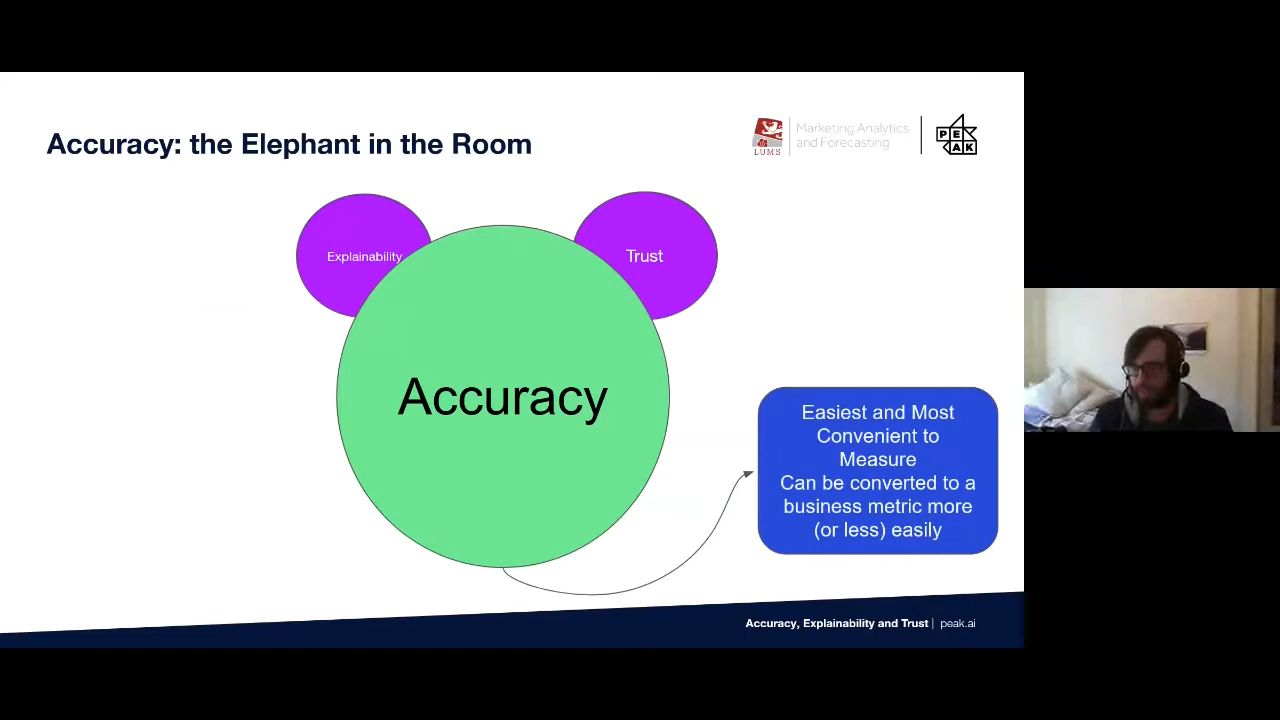 Accuracy: the Elephant in the Room
LUMS
Marketing Analytics
and Forecasting
PE
AK
Explainability
Trust
Accuracy
Easiest and Most
Convenient to
Measure
Can be converted to a
business metric more
(or less) easily
Accuracy, Explainability and Trust | peak.ai